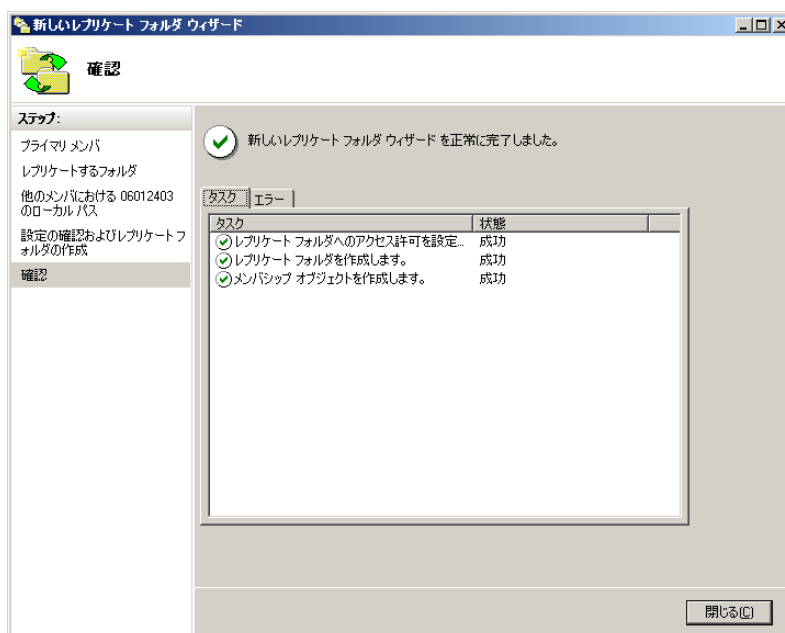 新しいレプリケート フォルダ ウィザード
確認
ステップ:
プライマリ メンバ
レプリケートするフォルダ
他のメンバにおける 06012403
のローカル パス
設定の確認およびレプリケート フ
ォルダの作成
確認
新しいレプリケート フォルダ ウィザード を正常に完了しました。
タスク エラー
タスク 状態
レプリケート フォルダへのアクセス許可を設定... 成功
レプリケート フォルダを作成します。 成功
メンバシップ オブジェクトを作成します。 成功
閉じる(C)